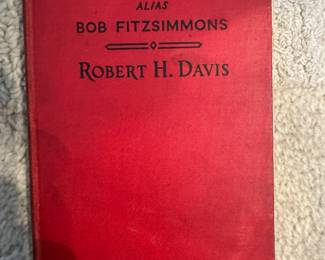 ALIAS
BOB FITZSIMMONS
ROBERT H. DAVIS